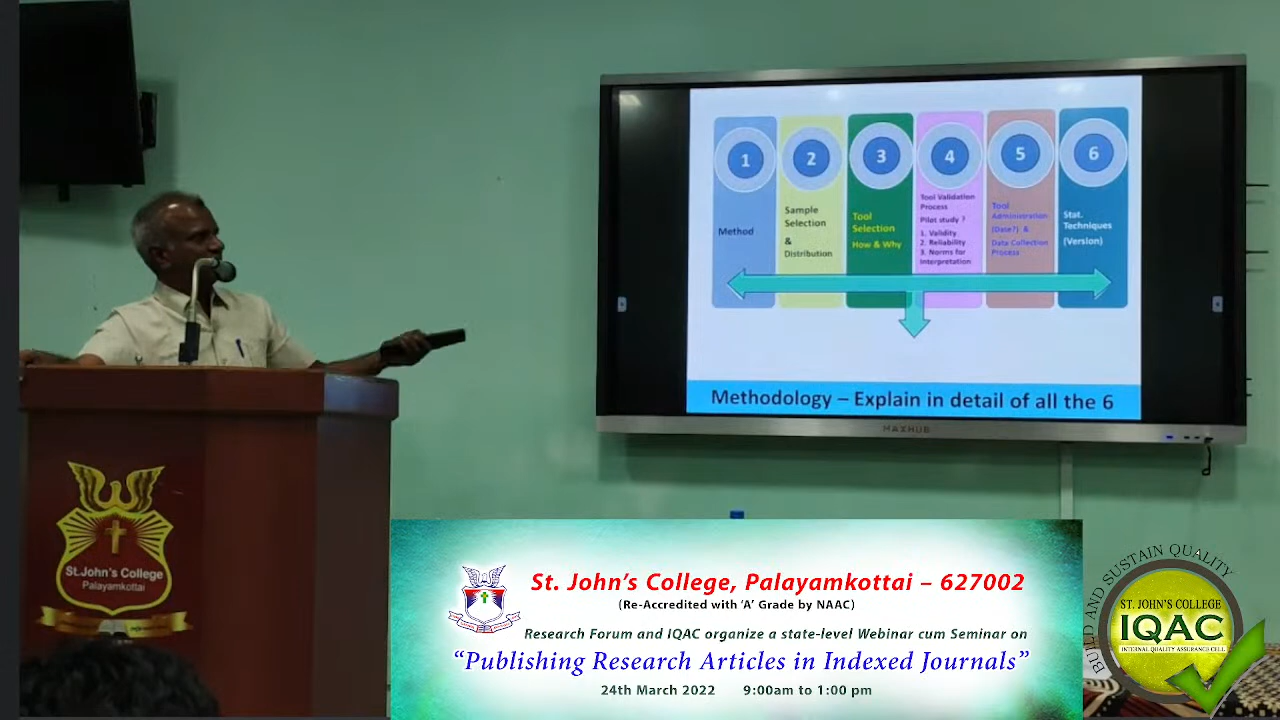 1
2
3
4
5
6
Method
Sample
Selection
&
Distribution
Tool
Selection
How & Why
Tool Validation
Process
Pilot study ?
1. Validity
2. Reliability
3. Norms for
Interpretation
Tool
Administration
(Date?) &
Data Collection
Process
Stat.
Techniques
(Version)
Methodology – Explain in detail of all the 6
MAXHUB
St.John's College
Palayamkottai
St. John's College, Palayamkottai – 627002
(Re-Accredited with 'A' Grade by NAAC)
Research Forum and IQAC organize a state-level Webinar cum Seminar on
"Publishing Research Articles in Indexed Journals"
24th March 2022 9:00am to 1:00 pm
BUILD AND SUSTAIN QUALITY
ST. JOHN'S COLLEGE
IQAC
INTERNAL QUALITY ASSURANCE CELL